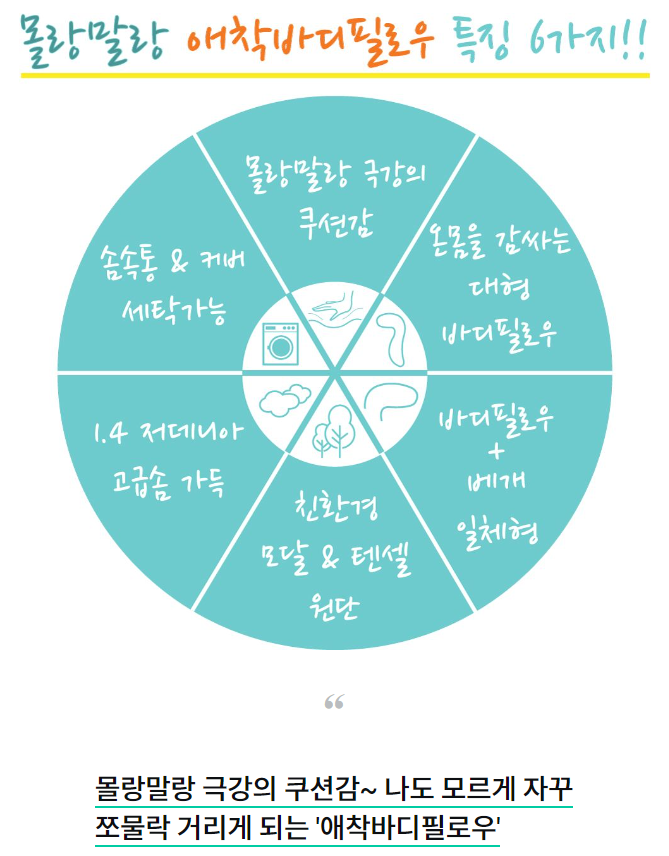 몰랑말랑 애착바디필로우 특징 6가지!!
몰랑말랑 극강의
쿠션감
온몸을 감싸는
대형
바디필로우
바디필로우
+
베개
일체형
친환경
모달 & 텐셀
원단
1.4 저데니아
고급솜 가득
솜속통 & 커버
세탁가능
“
몰랑말랑 극강의 쿠션감~ 나도 모르게 자꾸
쪼물락 거리게 되는 '애착바디필로우'